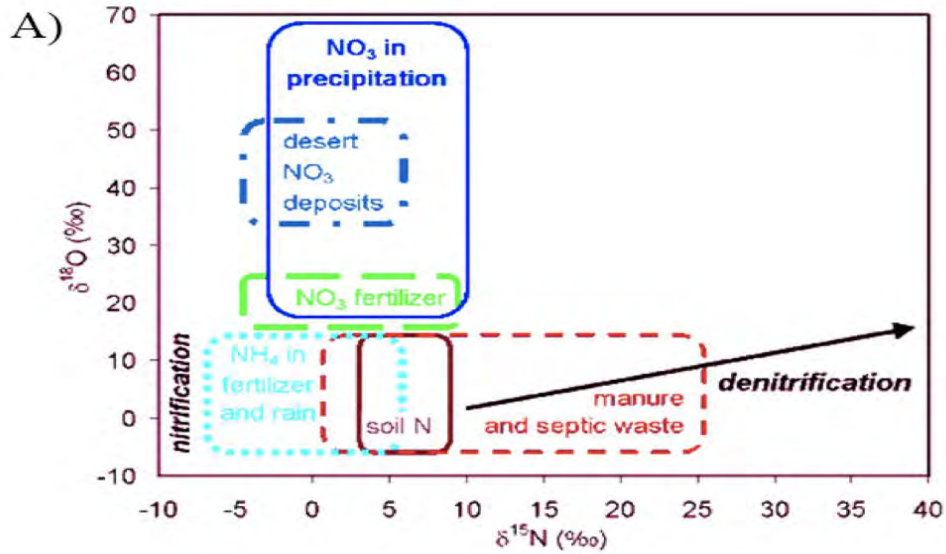 A)
70
60
50
40
30
20
10
0
-10
δ¹⁸O (‰)
NO₃ in
precipitation
desert
NO₃
deposits
NO₃ fertilizer
nitrification
NH₄ in
fertilizer
and rain
soil N
manure
and septic waste
denitrification
-10 -5 0 5 10 15 20 25 30 35 40
δ¹⁵N (‰)